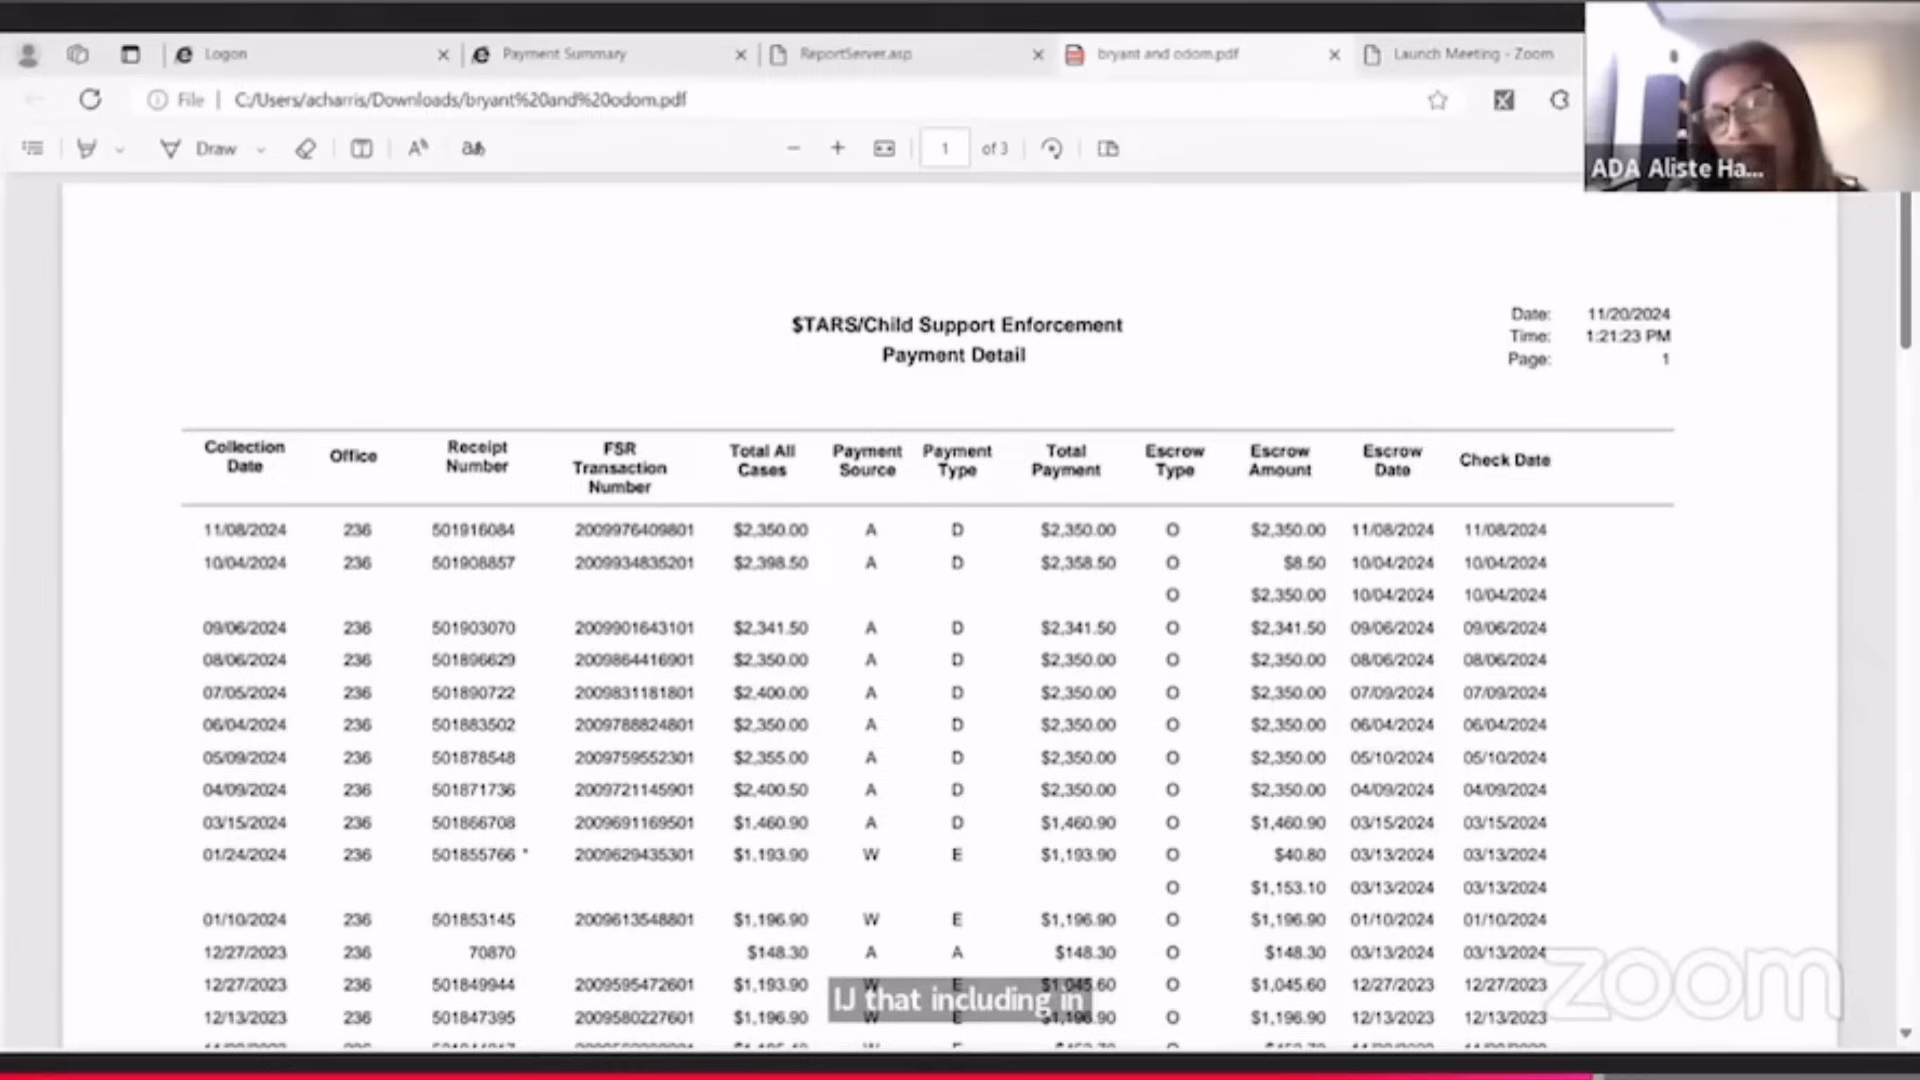 Logon
Payment Summary
ReportServer.asp
bryant and odom.pdf
Launch Meeting - Zoom
File | C:/Users/acharris/Downloads/bryant%20and%20odom.pdf
Draw
1 of 3
ADA Aliste Ha...
$TARS/Child Support Enforcement
Payment Detail
Date: 11/20/2024
Time: 1:21:23 PM
Page: 1
Collection Date Office Receipt Number FSR Transaction Number Total All Cases Payment Source Payment Type Total Payment Escrow Type Escrow Amount Escrow Date Check Date
11/08/2024 236 501916084 2009976409801 $2,350.00 A D $2,350.00 O $2,350.00 11/08/2024 11/08/2024
10/04/2024 236 501908857 2009934835201 $2,398.50 A D $2,358.50 O $8.50 10/04/2024 10/04/2024
O $2,350.00 10/04/2024 10/04/2024
09/06/2024 236 501903070 2009901643101 $2,341.50 A D $2,341.50 O $2,341.50 09/06/2024 09/06/2024
08/06/2024 236 501896629 2009864416901 $2,350.00 A D $2,350.00 O $2,350.00 08/06/2024 08/06/2024
07/05/2024 236 501890722 2009831181801 $2,400.00 A D $2,350.00 O $2,350.00 07/09/2024 07/09/2024
06/04/2024 236 501883502 2009788824801 $2,350.00 A D $2,350.00 O $2,350.00 06/04/2024 06/04/2024
05/09/2024 236 501878548 2009759552301 $2,355.00 A D $2,350.00 O $2,350.00 05/10/2024 05/10/2024
04/09/2024 236 501871736 2009721145901 $2,400.50 A D $2,350.00 O $2,350.00 04/09/2024 04/09/2024
03/15/2024 236 501866708 2009691169501 $1,460.90 A D $1,460.90 O $1,460.90 03/15/2024 03/15/2024
01/24/2024 236 501855766 * 2009629435301 $1,193.90 W E $1,193.90 O $40.80 03/13/2024 03/13/2024
O $1,153.10 03/13/2024 03/13/2024
01/10/2024 236 501853145 2009613548801 $1,196.90 W E $1,196.90 O $1,196.90 01/10/2024 01/10/2024
12/27/2023 236 70870 $148.30 A A $148.30 O $148.30 03/13/2024 03/13/2024
12/27/2023 236 501849944 2009595472601 $1,193.90 W E $1,045.60 O $1,045.60 12/27/2023 12/27/2023
IJ that including in
12/13/2023 236 501847395 2009580227601 $1,196.90 W E $1,196.90 O $1,196.90 12/13/2023 12/13/2023
zoom